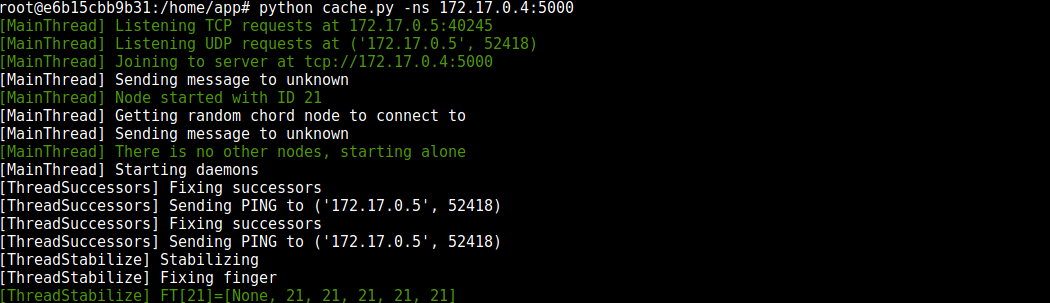 root@e6b15cbb9b31:/home/app# python cache.py -ns 172.17.0.4:5000
[MainThread] Listening TCP requests at 172.17.0.5:40245
[MainThread] Listening UDP requests at ('172.17.0.5', 52418)
[MainThread] Joining to server at tcp://172.17.0.4:5000
[MainThread] Sending message to unknown
[MainThread] Node started with ID 21
[MainThread] Getting random chord node to connect to
[MainThread] Sending message to unknown
[MainThread] There is no other nodes, starting alone
[MainThread] Starting daemons
[ThreadSuccessors] Fixing successors
[ThreadSuccessors] Sending PING to ('172.17.0.5', 52418)
[ThreadSuccessors] Fixing successors
[ThreadSuccessors] Sending PING to ('172.17.0.5', 52418)
[ThreadStabilize] Stabilizing
[ThreadStabilize] Fixing finger
[ThreadStabilize] FT[21]=[None, 21, 21, 21, 21, 21]